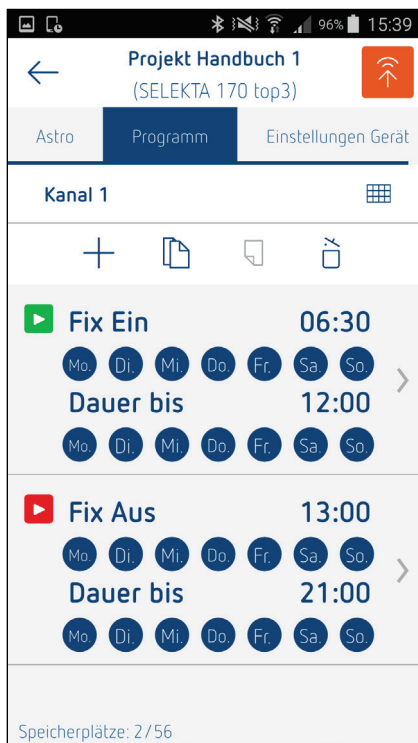 96% 15:39
Projekt Handbuch 1
(SELEKTA 170 top3)
Astro Programm Einstellungen Gerät
Kanal 1
Fix Ein 06:30
Mo. Di. Mi. Do. Fr. Sa. So.
Dauer bis 12:00
Mo. Di. Mi. Do. Fr. Sa. So.
Fix Aus 13:00
Mo. Di. Mi. Do. Fr. Sa. So.
Dauer bis 21:00
Mo. Di. Mi. Do. Fr. Sa. So.
Speicherplätze: 2/56